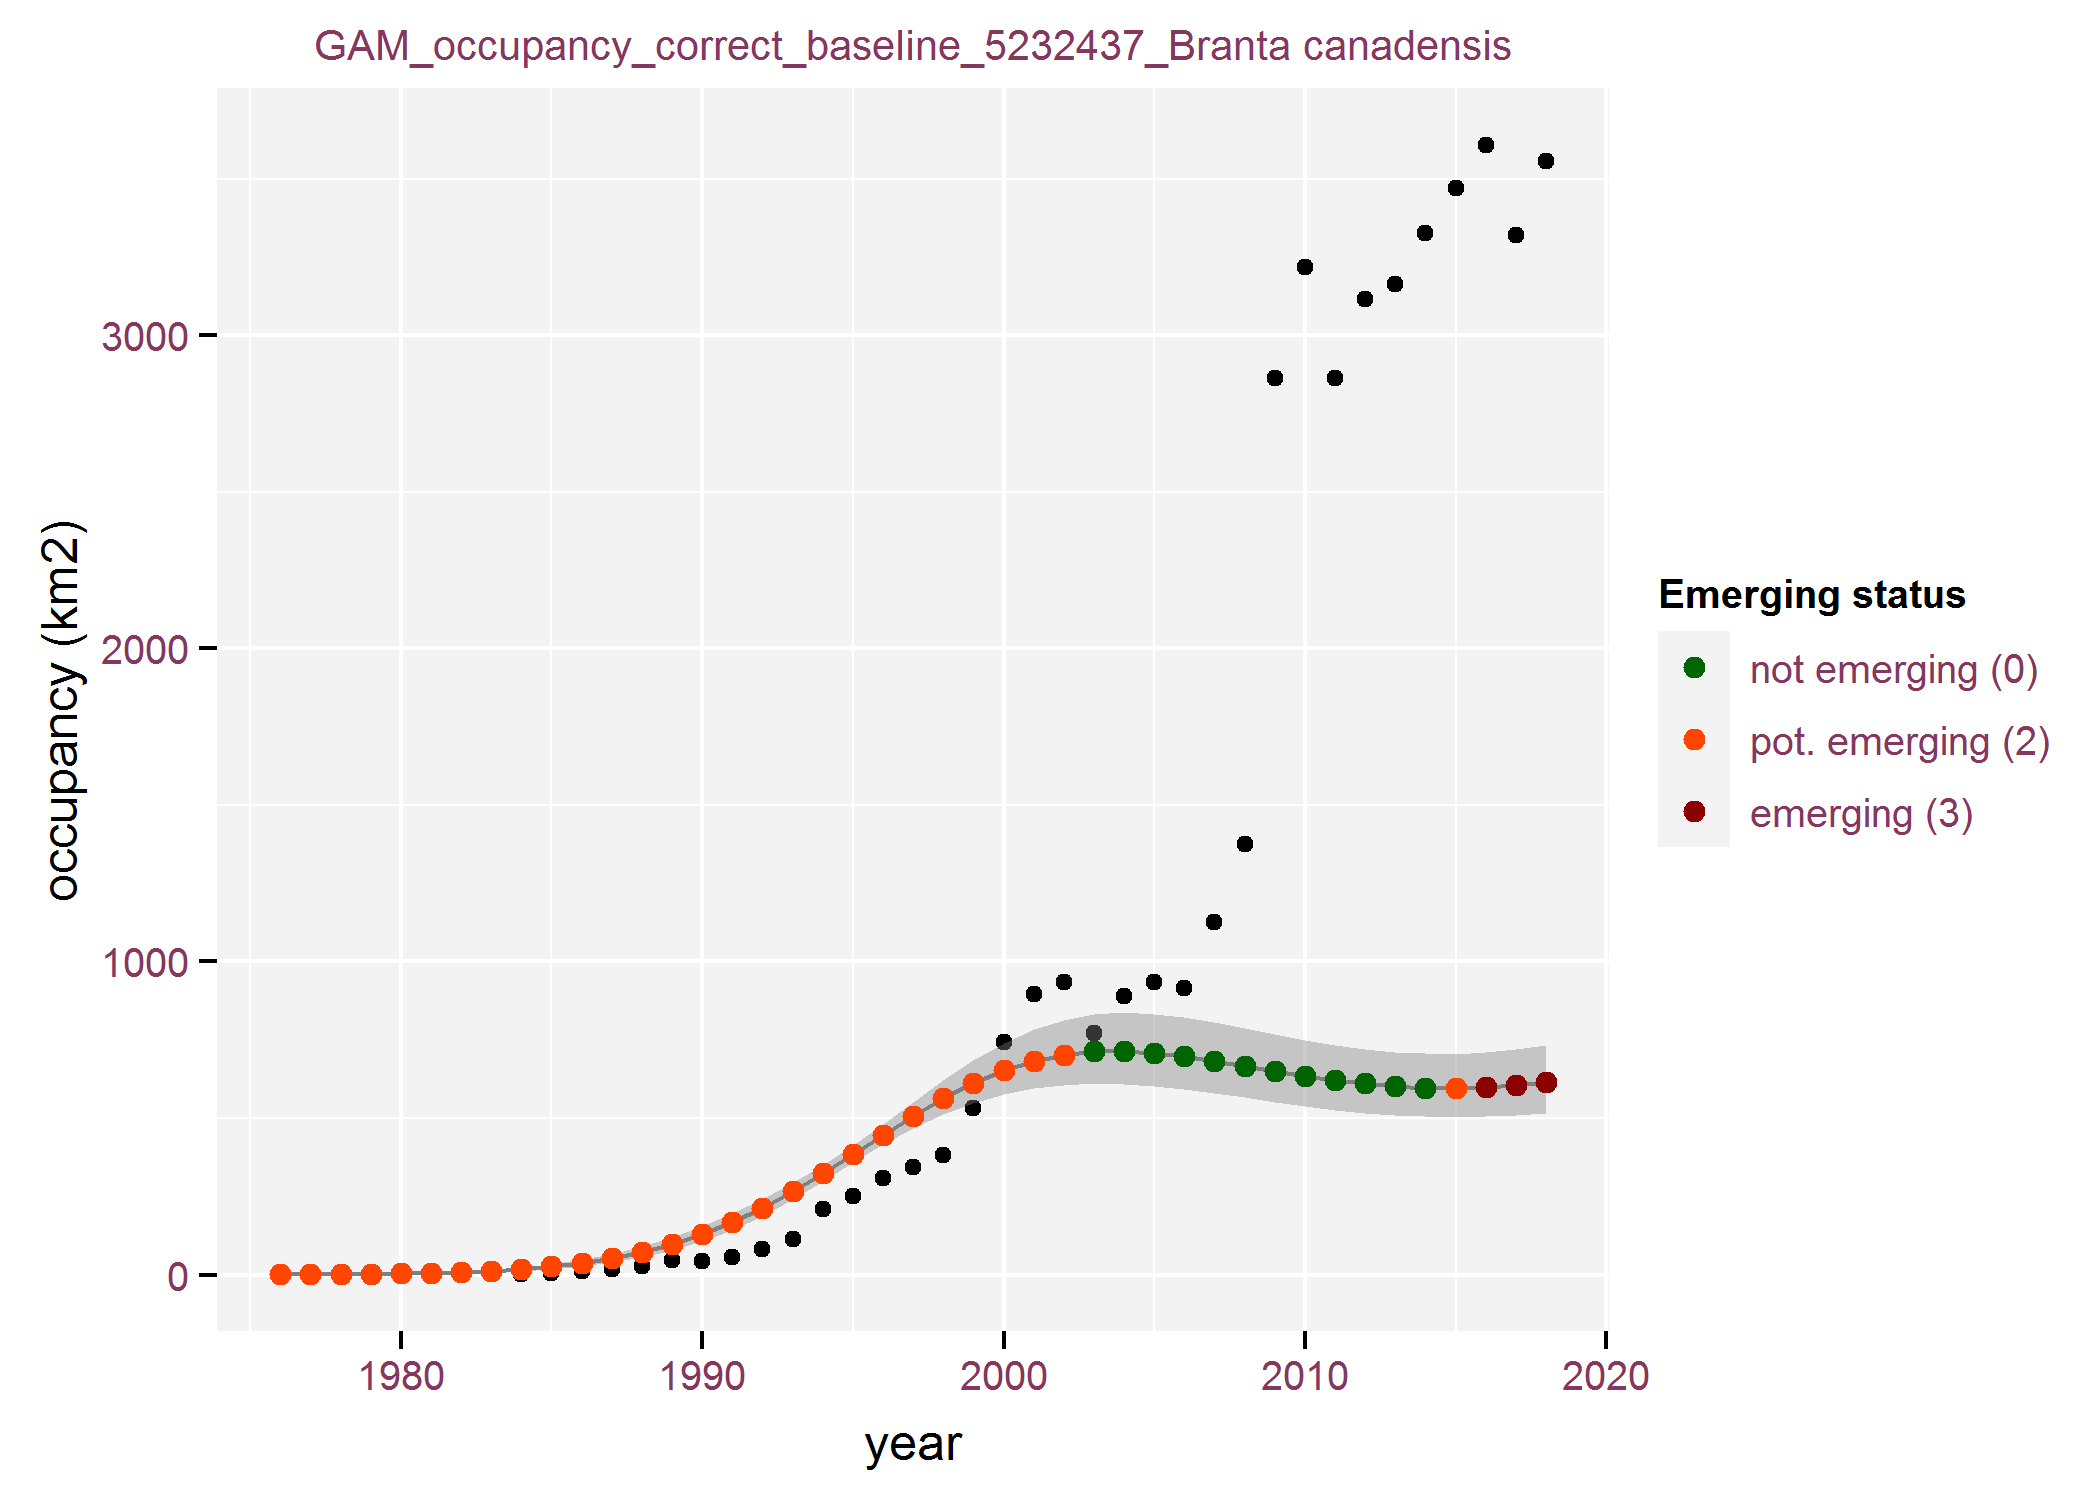 GAM_occupancy_correct_baseline_5232437_Branta canadensis
occupancy (km2)
3000
2000
1000
0
1980
1990
2000
2010
2020
year
Emerging status
not emerging (0)
pot. emerging (2)
emerging (3)